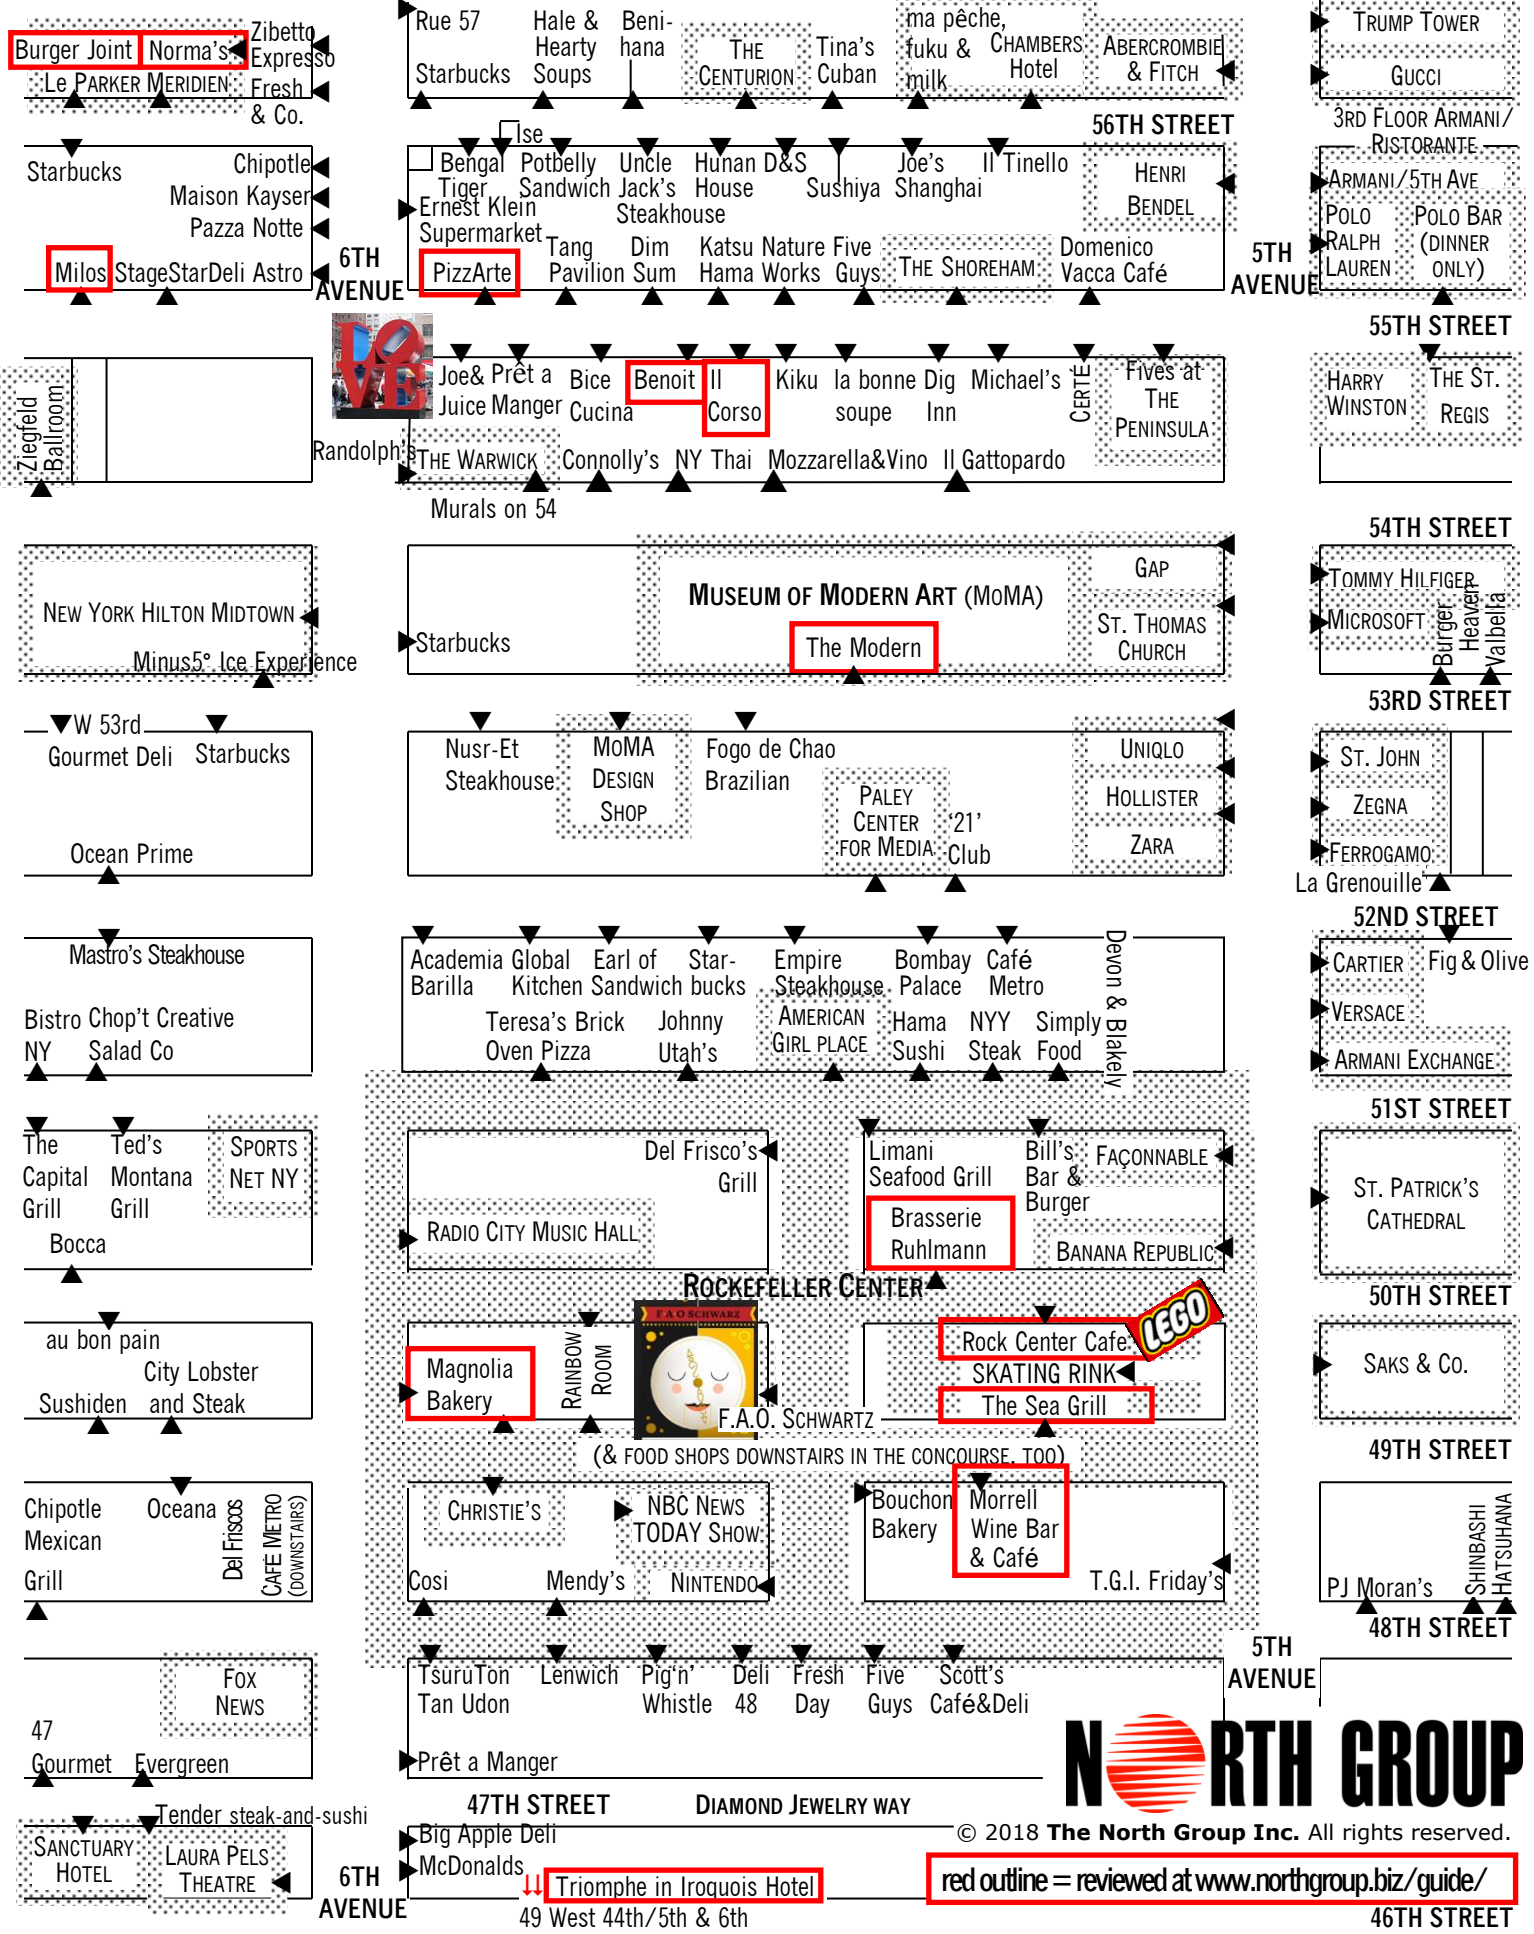 Burger Joint
Norma's
Zibetto
Expresso
LE PARKER MERIDIEN
Fresh
& Co.
Rue 57
Starbucks
Hale &
Hearty
Soups
Beni-
hana
THE
CENTURION
Tina's
Cuban
ma pêche,
fuku &
milk
CHAMBERS
Hotel
ABERCROMBIE
& FITCH
TRUMP TOWER
GUCCI
56TH STREET
3RD FLOOR ARMANI/
RISTORANTE
Starbucks
Chipotle
Maison Kayser
Pazza Notte
Milos
StageStarDeli
Astro
6TH
AVENUE
Ise
Bengal
Tiger
Potbelly
Sandwich
Uncle
Jack's
Steakhouse
Hunan
House
D&S
Sushiya
Joe's
Shanghai
Il Tinello
HENRI
BENDEL
Ernest Klein
Supermarket
PizzArte
Tang
Pavilion
Dim
Sum
Katsu
Hama
Nature
Works
Five
Guys
THE SHOREHAM
Domenico
Vacca Café
5TH
AVENUE
ARMANI/5TH AVE
POLO
RALPH
LAUREN
POLO BAR
(DINNER
ONLY)
55TH STREET
Ziegfeld
Ballroom
LOVE
Joe&
Juice
Prêt a
Manger
Bice
Cucina
Benoit
Il
Corso
Kiku
la bonne
soupe
Dig
Inn
Michael's
CERTÉ
Fives at
THE
PENINSULA
HARRY
WINSTON
THE ST.
REGIS
Randolph's
THE WARWICK
Connolly's
NY Thai
Mozzarella&Vino
Il Gattopardo
Murals on 54
54TH STREET
NEW YORK HILTON MIDTOWN
Minus5° Ice Experience
Starbucks
MUSEUM OF MODERN ART (MOMA)
The Modern
GAP
ST. THOMAS
CHURCH
TOMMY HILFIGER
MICROSOFT
Burger
Heaven
Valbella
53RD STREET
W 53rd
Gourmet Deli
Starbucks
Ocean Prime
Nusr-Et
Steakhouse
MOMA
DESIGN
SHOP
Fogo de Chao
Brazilian
PALEY
CENTER
FOR MEDIA
'21'
Club
UNIQLO
HOLLISTER
ZARA
ST. JOHN
ZEGNA
FERROGAMO
La Grenouille
52ND STREET
Mastro's Steakhouse
Bistro
NY
Chop't Creative
Salad Co
Academia
Barilla
Global
Kitchen
Earl of
Sandwich
Star-
bucks
Empire
Steakhouse
Bombay
Palace
Café
Metro
Devon & Blakely
Teresa's Brick
Oven Pizza
Johnny
Utah's
AMERICAN
GIRL PLACE
Hama
Sushi
NYY
Steak
Simply
Food
CARTIER
Fig & Olive
VERSACE
ARMANI EXCHANGE
51ST STREET
The
Capital
Grill
Ted's
Montana
Grill
SPORTS
NET NY
Bocca
Del Frisco's
Grill
RADIO CITY MUSIC HALL
Limani
Seafood Grill
Bill's
Bar &
Burger
FAÇONNABLE
Brasserie
Ruhlmann
BANANA REPUBLIC
ST. PATRICK'S
CATHEDRAL
ROCKEFELLER CENTER
50TH STREET
au bon pain
City Lobster
and Steak
Sushiden
Magnolia
Bakery
RAINBOW
ROOM
F A O SCHWARZ
F.A.O. SCHWARTZ
Rock Center Cafe
LEGO
SKATING RINK
The Sea Grill
SAKS & CO.
(& FOOD SHOPS DOWNSTAIRS IN THE CONCOURSE, TOO)
49TH STREET
Chipotle
Mexican
Grill
Oceana
Del Friscos
CAFÉ METRO
(DOWNSTAIRS)
CHRISTIE'S
NBC NEWS
TODAY SHOW
Cosi
Mendy's
NINTENDO
Bouchon
Bakery
Morrell
Wine Bar
& Café
T.G.I. Friday's
PJ Moran's
SHINBASHI
HATSUHANA
48TH STREET
FOX
NEWS
47
Gourmet
Evergreen
TsuruTon
Tan Udon
Lenwich
Pig'n'
Whistle
Deli
48
Fresh
Day
Five
Guys
Scott's
Café&Deli
Prêt a Manger
5TH
AVENUE
NORTH GROUP
47TH STREET
DIAMOND JEWELRY WAY
Tender steak-and-sushi
SANCTUARY
HOTEL
LAURA PELS
THEATRE
6TH
AVENUE
Big Apple Deli
McDonalds
↓↓ Triomphe in Iroquois Hotel
49 West 44th/5th & 6th
© 2018 The North Group Inc. All rights reserved.
red outline = reviewed at www.northgroup.biz/guide/
46TH STREET